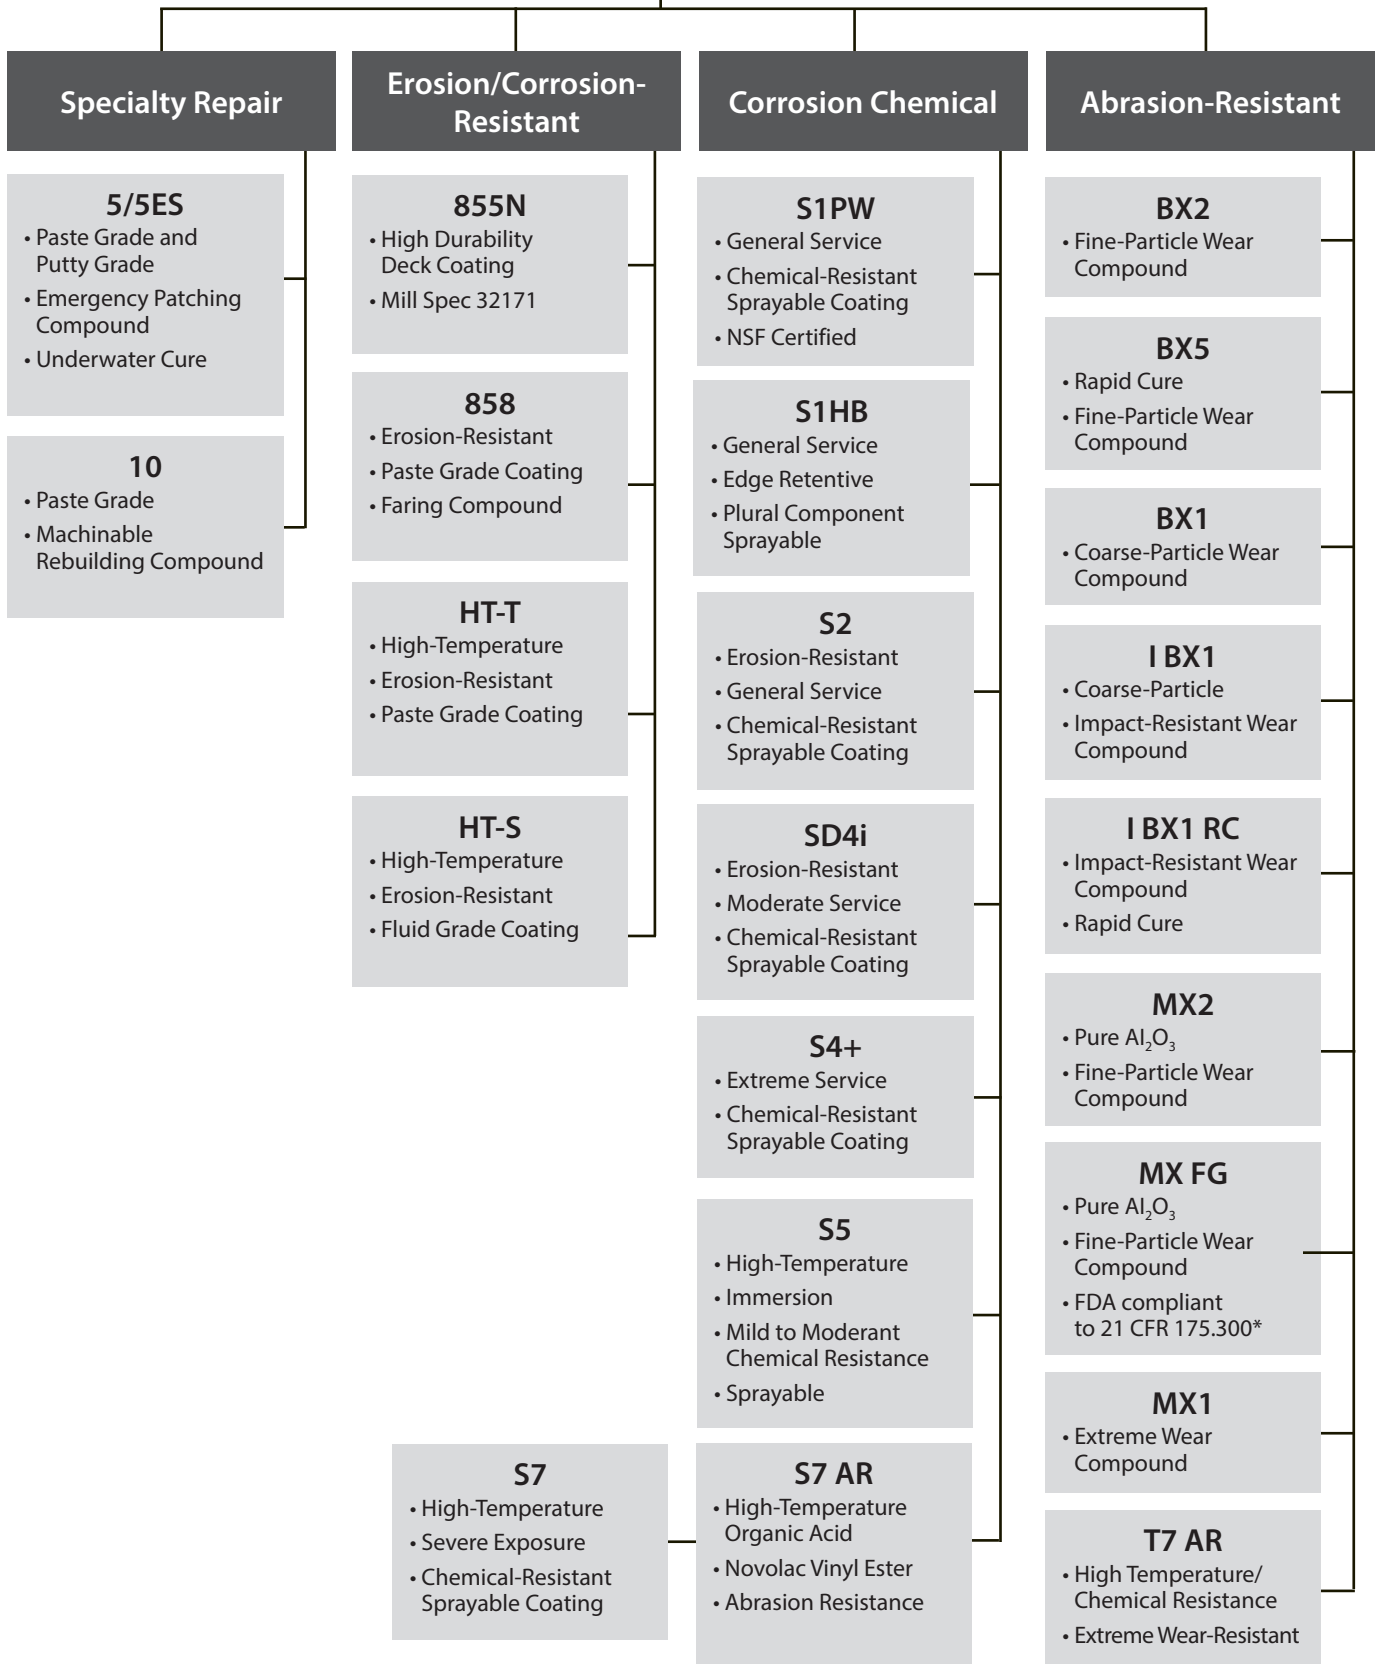 Specialty Repair
5/5ES
• Paste Grade and
Putty Grade
• Emergency Patching
Compound
• Underwater Cure
10
• Paste Grade
• Machinable
Rebuilding Compound
Erosion/Corrosion-
Resistant
855N
• High Durability
Deck Coating
• Mill Spec 32171
858
• Erosion-Resistant
• Paste Grade Coating
• Faring Compound
HT-T
• High-Temperature
• Erosion-Resistant
• Paste Grade Coating
HT-S
• High-Temperature
• Erosion-Resistant
• Fluid Grade Coating
Corrosion Chemical
S1PW
• General Service
• Chemical-Resistant
Sprayable Coating
• NSF Certified
S1HB
• General Service
• Edge Retentive
• Plural Component
Sprayable
S2
• Erosion-Resistant
• General Service
• Chemical-Resistant
Sprayable Coating
SD4i
• Erosion-Resistant
• Moderate Service
• Chemical-Resistant
Sprayable Coating
S4+
• Extreme Service
• Chemical-Resistant
Sprayable Coating
S5
• High-Temperature
• Immersion
• Mild to Moderant
Chemical Resistance
• Sprayable
S7 AR
• High-Temperature
Organic Acid
• Novolac Vinyl Ester
• Abrasion Resistance
S7
• High-Temperature
• Severe Exposure
• Chemical-Resistant
Sprayable Coating
Abrasion-Resistant
BX2
• Fine-Particle Wear
Compound
BX5
• Rapid Cure
• Fine-Particle Wear
Compound
BX1
• Coarse-Particle Wear
Compound
I BX1
• Coarse-Particle
• Impact-Resistant Wear
Compound
I BX1 RC
• Impact-Resistant Wear
Compound
• Rapid Cure
MX2
• Pure Al₂O₃
• Fine-Particle Wear
Compound
MX FG
• Pure Al₂O₃
• Fine-Particle Wear
Compound
• FDA compliant
to 21 CFR 175.300*
MX1
• Extreme Wear
Compound
T7 AR
• High Temperature/
Chemical Resistance
• Extreme Wear-Resistant